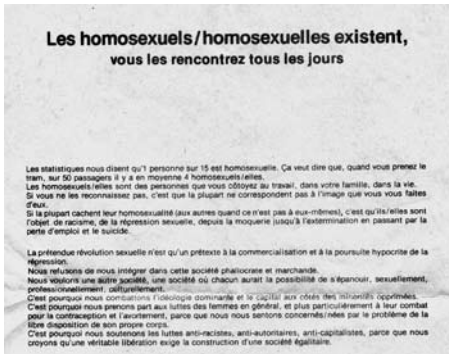 Les homosexuels/homosexuelles existent,
vous les rencontrez tous les jours
Les statistiques nous disent qu'1 personne sur 15 est homosexuelle. Ça veut dire que, quand vous prenez le
tram, sur 50 passagers il y a en moyenne 4 homosexuels/elles.
Les homosexuels/elles sont des personnes que vous côtoyez au travail, dans votre famille, dans la vie.
Si vous ne les reconnaissez pas, c'est que la plupart ne correspondent pas à l'image que vous vous faites
d'eux.
Si la plupart cachent leur homosexualité (aux autres quand ce n'est pas à eux-mêmes), c'est qu'ils/elles sont
l'objet de racisme, de la répression sexuelle, depuis la moquerie jusqu'à l'extermination en passant par la
perte d'emploi et le suicide.
La prétendue révolution sexuelle n'est qu'un prétexte à la commercialisation et à la poursuite hypocrite de la
répression.
Nous refusons de nous intégrer dans cette société phallocrate et marchande.
Nous voulons une autre société, une société où chacun aurait la possibilité de s'épanouir, sexuellement,
professionnellement, culturellement.
C'est pourquoi nous combattons l'idéologie dominante et le capital aux côtés des minorités opprimées.
C'est pourquoi nous prenons part aux luttes des femmes en général, et plus particulièrement à leur combat
pour la contraception et l'avortement, parce que nous nous sentons concernés/nées par le problème de la
libre disposition de son propre corps.
C'est pourquoi nous soutenons les luttes anti-racistes, anti-autoritaires, anti-capitalistes, parce que nous
croyons qu'une véritable libération exige la construction d'une société égalitaire.